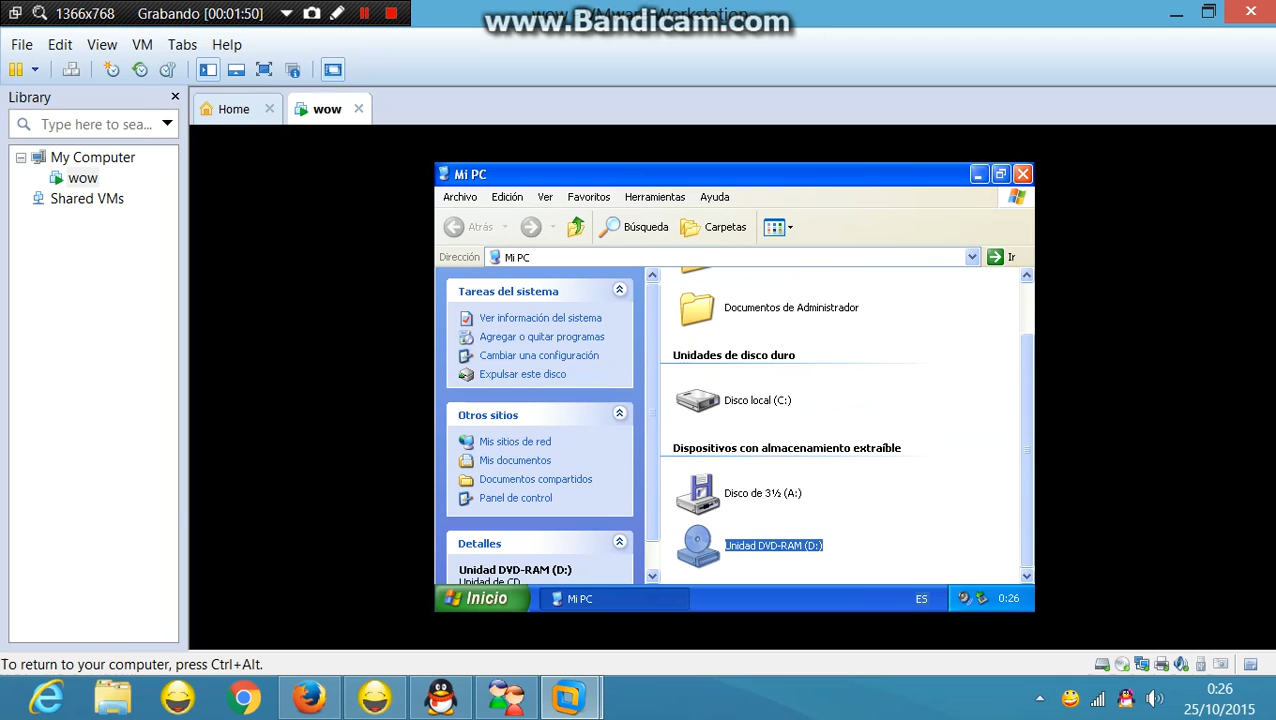 1366x768 Grabando [00:01:50]
www.Bandicam.com
File Edit View VM Tabs Help
Library
Home
wow
Type here to sea...
My Computer
wow
Shared VMs
Mi PC
Archivo Edición Ver Favoritos Herramientas Ayuda
Atrás Búsqueda Carpetas
Dirección Mi PC Ir
Tareas del sistema
Ver información del sistema
Agregar o quitar programas
Cambiar una configuración
Expulsar este disco
Otros sitios
Mis sitios de red
Mis documentos
Documentos compartidos
Panel de control
Detalles
Unidad DVD-RAM (D:)
Unidad de CD
Documentos de Administrador
Unidades de disco duro
Disco local (C:)
Dispositivos con almacenamiento extraíble
Disco de 3½ (A:)
Unidad DVD-RAM (D:)
Inicio Mi PC ES 0:26
To return to your computer, press Ctrl+Alt.
0:26
25/10/2015